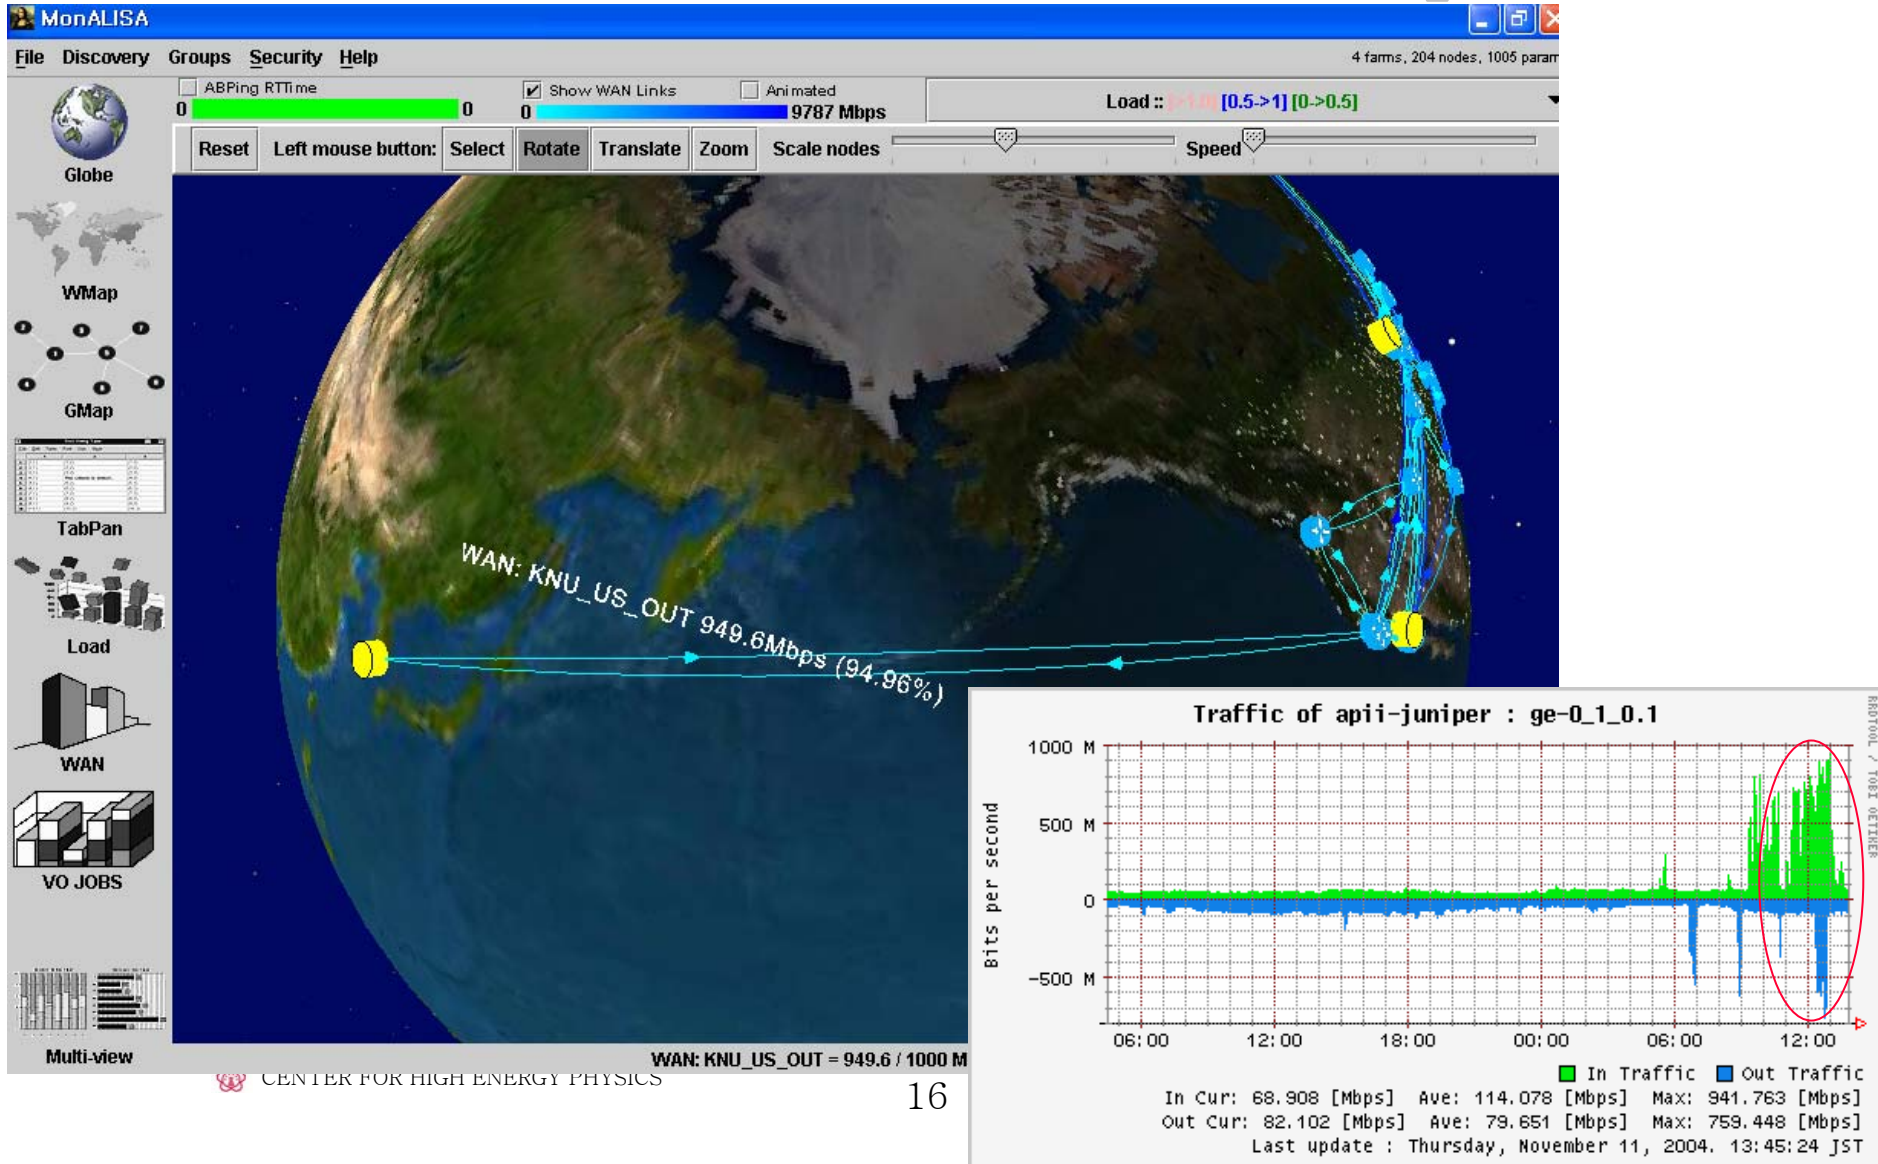 MonALISA
File Discovery Groups Security Help
4 farms, 204 nodes, 1005 param
ABPing RTTime
0 0
Show WAN Links
Animated
0 9787 Mbps
Load :: [>1.0] [0.5->1] [0->0.5]
Reset Left mouse button: Select Rotate Translate Zoom Scale nodes Speed
Globe
WMap
GMap
TabPan
Load
WAN
VO JOBS
Multi-view
WAN: KNU_US_OUT 949.6Mbps (94.96%)
WAN: KNU_US_OUT = 949.6 / 1000 M
CENTER FOR HIGH ENERGY PHYSICS
16
Traffic of apii-juniper : ge-0_1_0.1
RRDTOOL / TOBI OETIKER
Bits per second
1000 M
500 M
0
-500 M
06:00 12:00 18:00 00:00 06:00 12:00
In Traffic Out Traffic
In Cur: 68.908 [Mbps] Ave: 114.078 [Mbps] Max: 941.763 [Mbps]
Out Cur: 82.102 [Mbps] Ave: 79.651 [Mbps] Max: 759.448 [Mbps]
Last update : Thursday, November 11, 2004. 13:45:24 JST